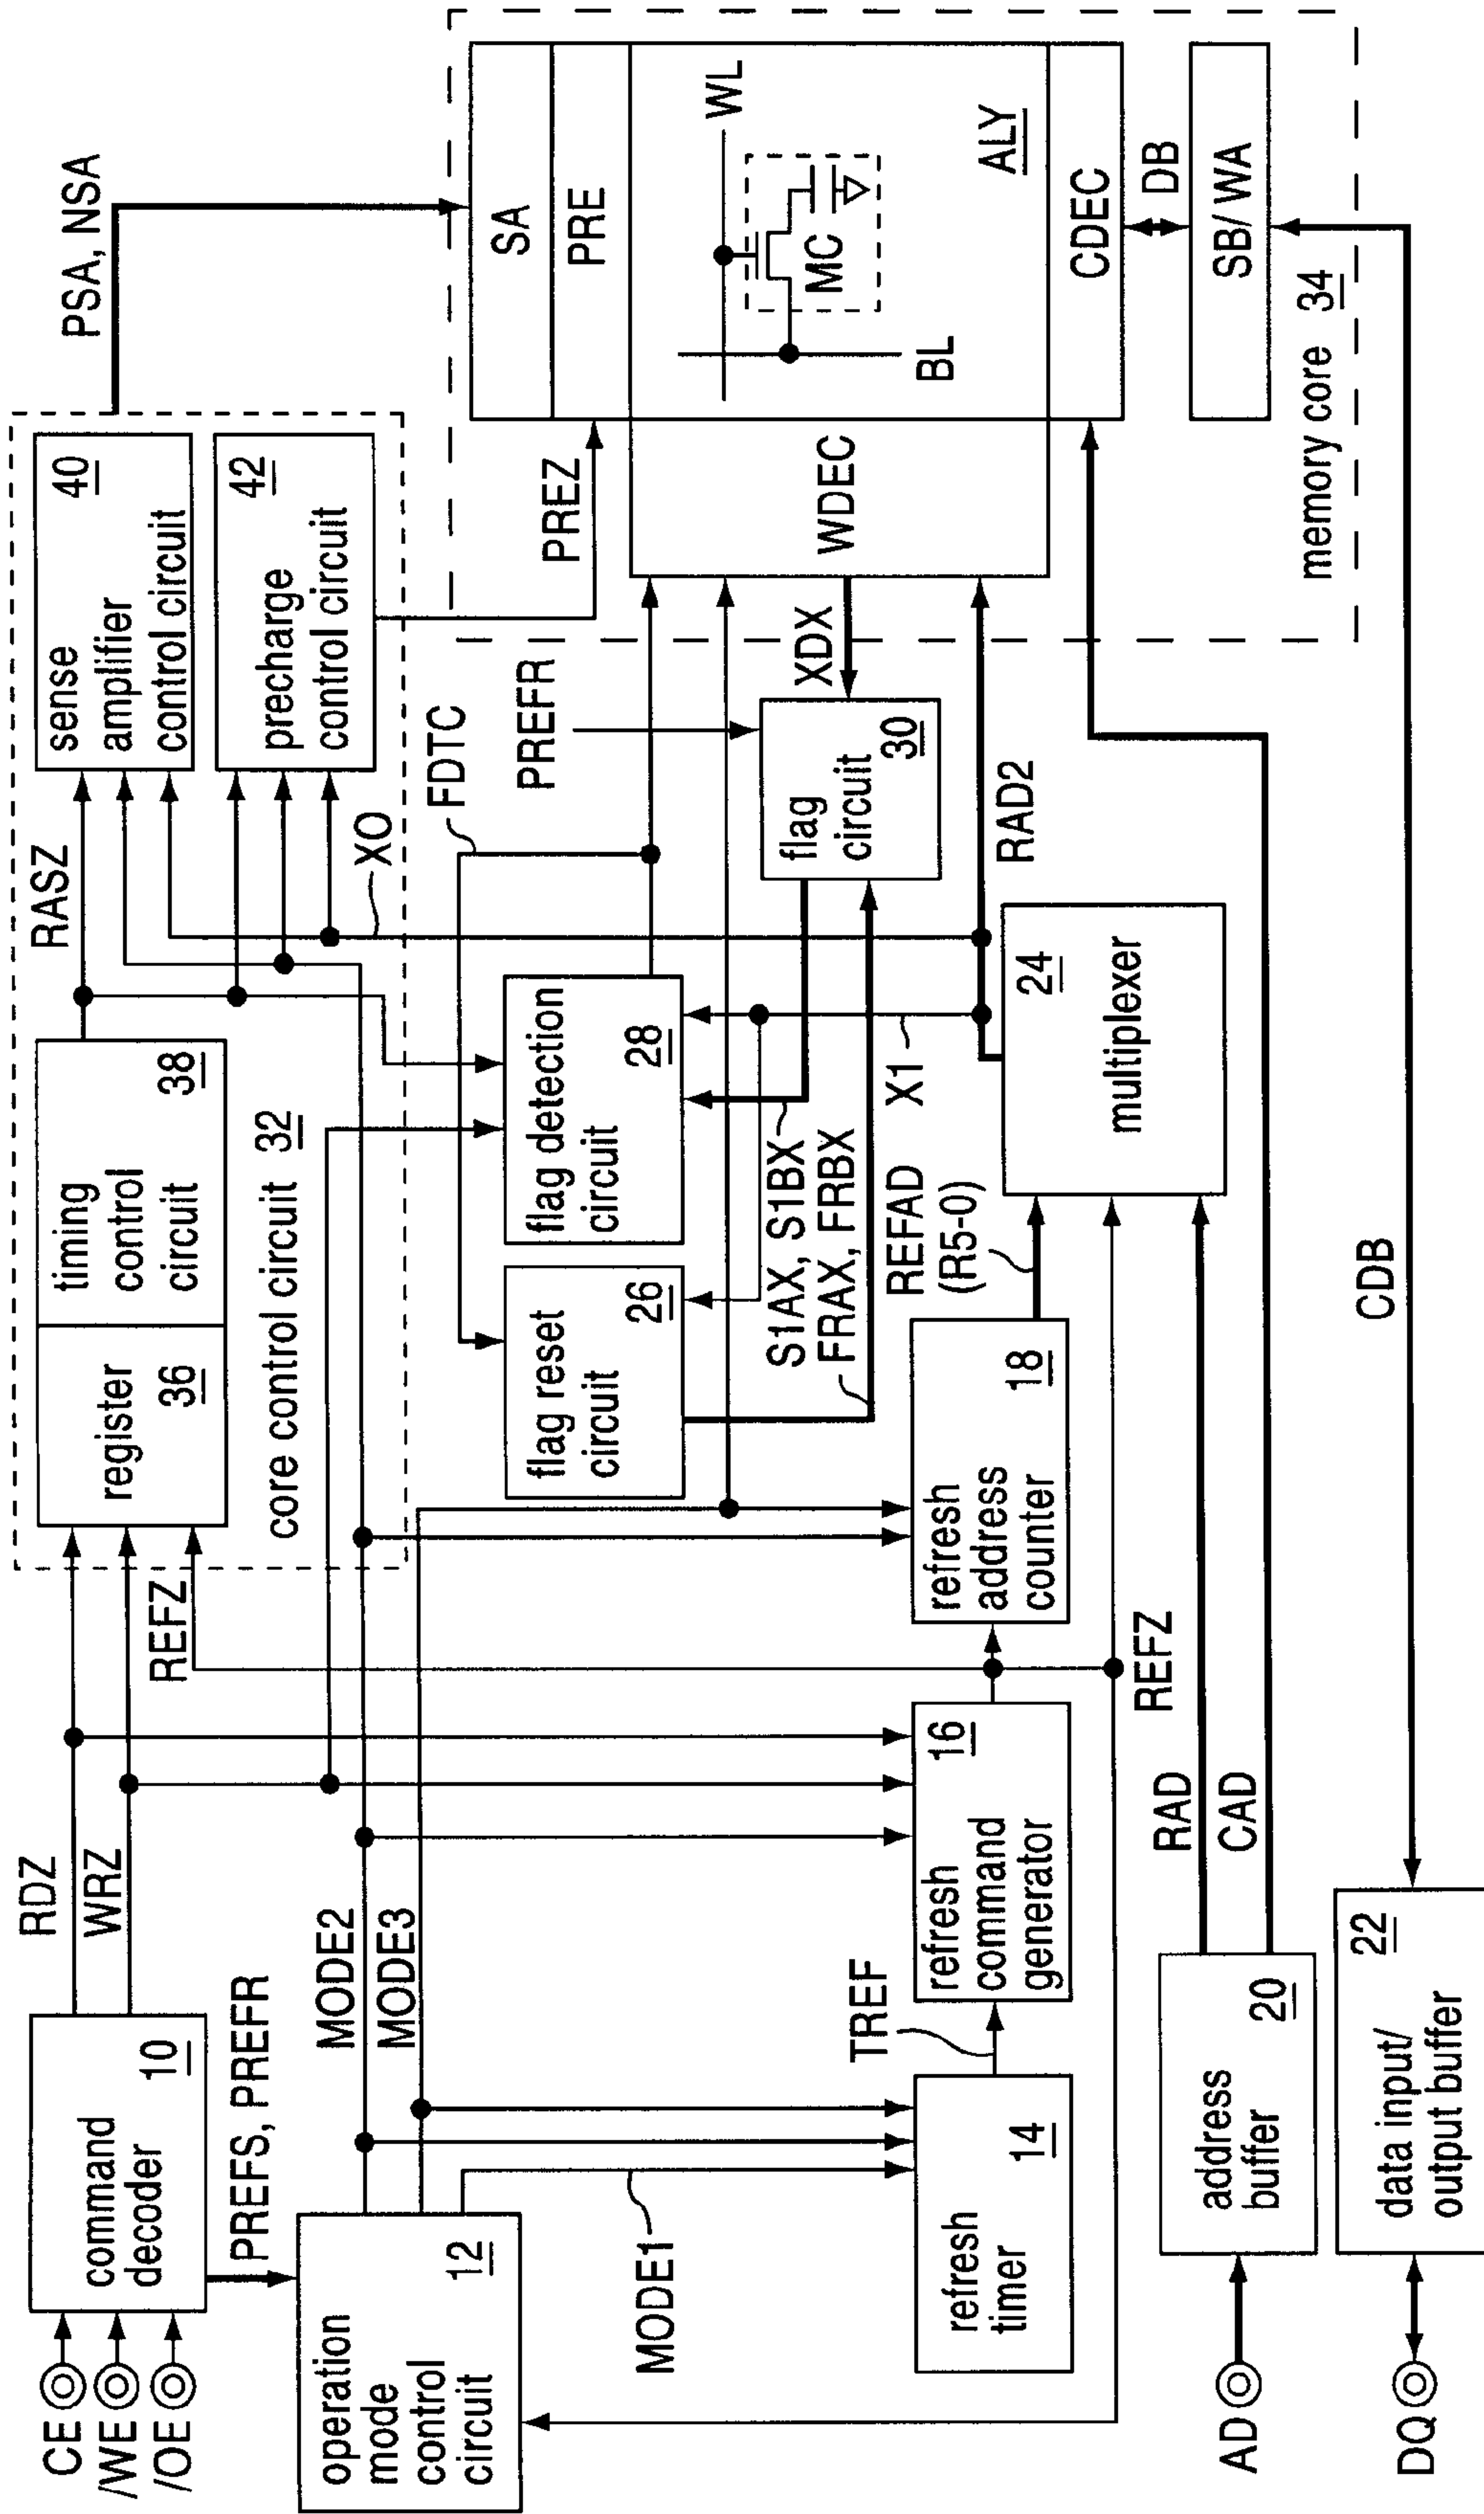 CE
/WE
/OE
command
decoder
10
RDZ
WRZ
PREFS, PREFR
operation
mode
control
circuit
12
MODE2
MODE3
MODE1
refresh
timer
14
TREF
refresh
command
generator
16
REFZ
REFZ
refresh
address
counter
18
REFAD
(R5-0)
AD
address
buffer
20
RAD
CAD
DQ
data input/
output buffer
22
CDB
register
36
timing
control
circuit
38
core control circuit 32
RASZ
sense
amplifier
control circuit
40
precharge
control circuit
42
XO
PSA, NSA
PREZ
FDTC
PREFR
flag reset
circuit
26
flag detection
circuit
28
S1AX, S1BX
FRAX, FRBX
X1
flag
circuit
30
XDX
multiplexer
24
RAD2
SA
PRE
WDEC
WL
MC
BL
ALY
CDEC
DB
SB/ WA
memory core 34